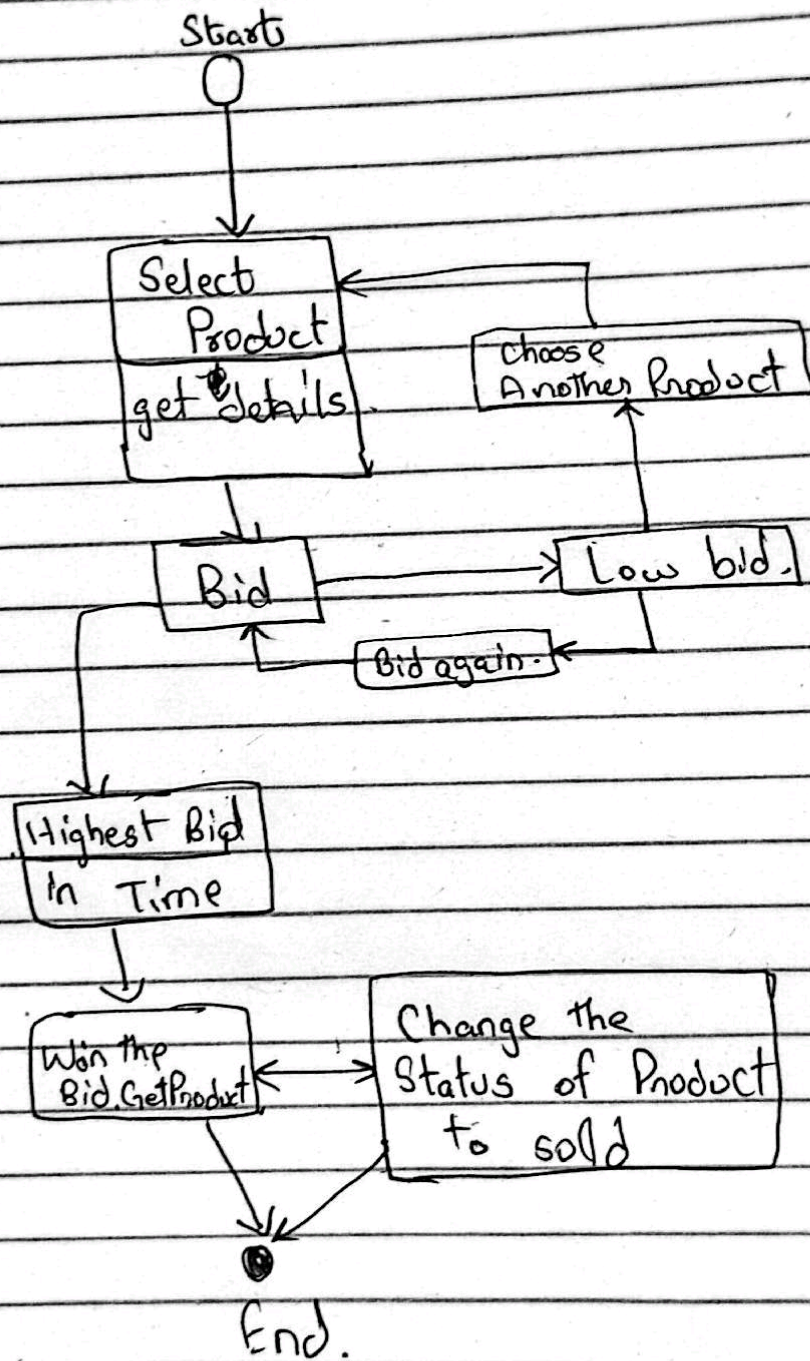 Start
Select
Product
get details
Choose
Another Product
Bid
Low bid.
Bid again.
Highest Bid
in Time
Won the
Bid.GetProduct
Change the
Status of Product
to sold
End.